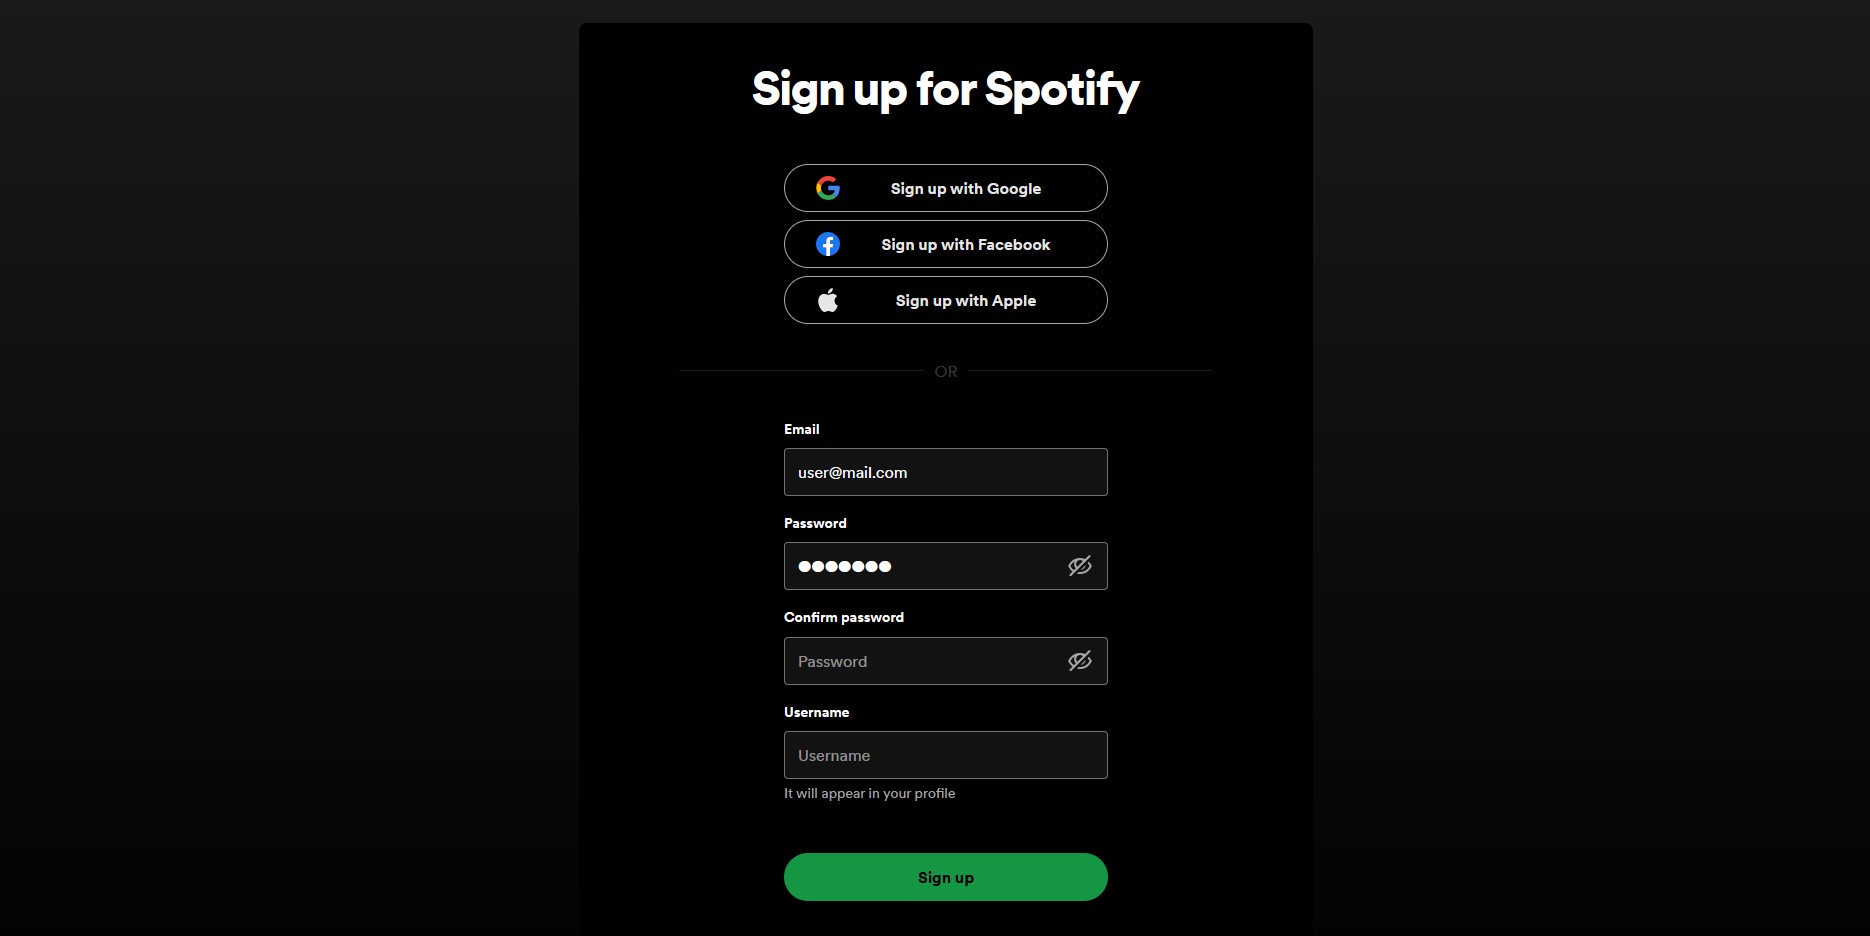 Sign up for Spotify
Sign up with Google
Sign up with Facebook
Sign up with Apple
OR
Email
user@mail.com
Password
●●●●●●●
Confirm password
Password
Username
Username
It will appear in your profile
Sign up